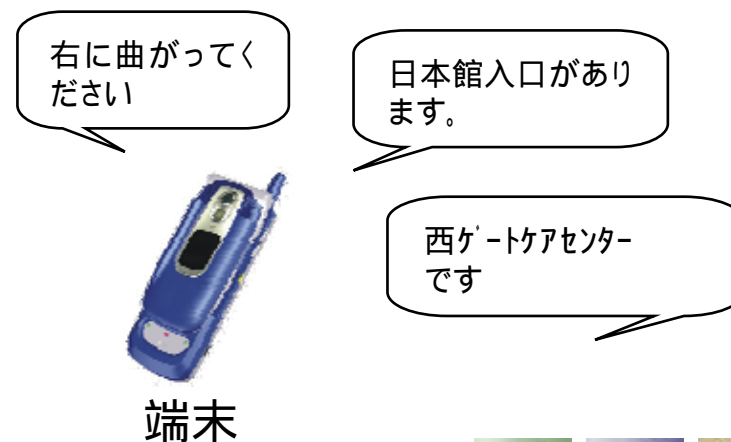 右に曲がってく
ださい
日本館入口があり
ます。
西ｹﾞｰﾄｹｱｾﾝﾀｰ
です
端末